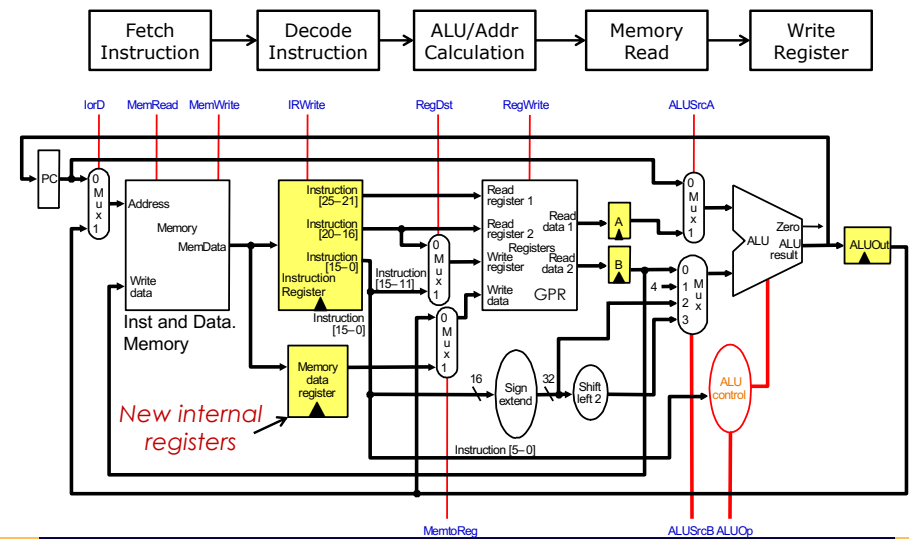 Fetch
Instruction
Decode
Instruction
ALU/Addr
Calculation
Memory
Read
Write
Register
IorD
MemRead
MemWrite
IRWrite
RegDst
RegWrite
ALUSrcA
PC
0
M
u
x
1
Address
Memory
MemData
Write
data
Inst and Data.
Memory
Instruction
[25–21]
Instruction
[20–16]
Instruction
[15–0]
Instruction
Register
Instruction
[15–11]
Instruction
[15–0]
0
M
u
x
1
0
M
u
x
1
Memory
data
register
New internal
registers
Read
register 1
Read
register 2
Write
register
Write
data
Registers
Read
data 1
Read
data 2
GPR
A
B
16
Sign
extend
32
Shift
left 2
Instruction [5–0]
0
M
u
x
1
4
0
1
2
3
M
u
x
Zero
ALU
ALU
result
ALUOut
ALU
control
MemtoReg
ALUSrcB
ALUOp